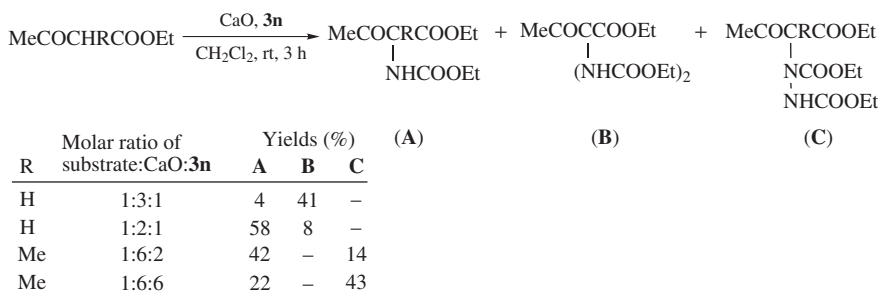 MeCOCHRCOOEt CaO, 3n CH2Cl2, rt, 3 h MeCOCRCOOEt + MeCOCCOOEt + MeCOCRCOOEt
NHCOOEt (NHCOOEt)2 NCOOEt
NHCOOEt
(A) (B) (C)
Molar ratio of Yields (%)
R substrate:CaO:3n A B C
H 1:3:1 4 41 –
H 1:2:1 58 8 –
Me 1:6:2 42 – 14
Me 1:6:6 22 – 43